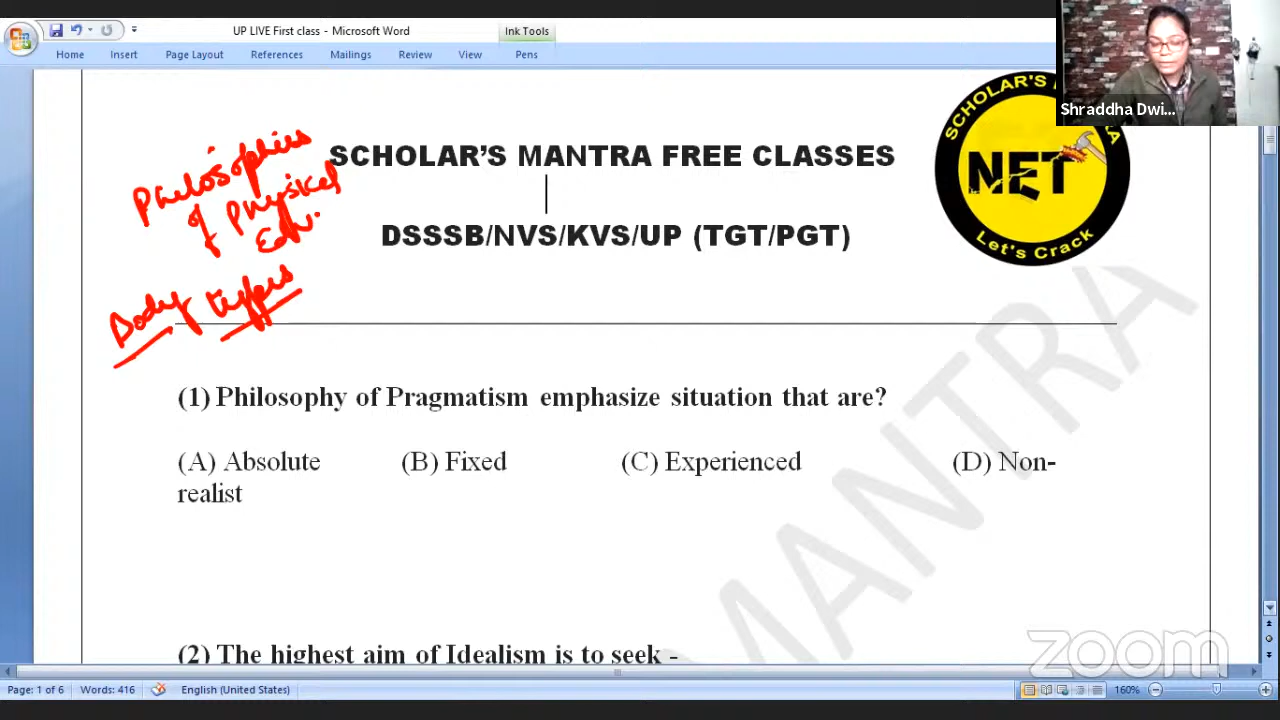 UP LIVE First class - Microsoft Word
Ink Tools
Home Insert Page Layout References Mailings Review View Pens
Shraddha Dwi...
SCHOLAR'S
NET
Let's Crack
Philosophies
of Physical
Edu.
Body types
SCHOLAR'S MANTRA FREE CLASSES
DSSSB/NVS/KVS/UP (TGT/PGT)
(1) Philosophy of Pragmatism emphasize situation that are?
(A) Absolute (B) Fixed (C) Experienced (D) Non-
realist
(2) The highest aim of Idealism is to seek -
MANTRA
MANTRA
zoom
Page: 1 of 6 Words: 416 English (United States) 160%